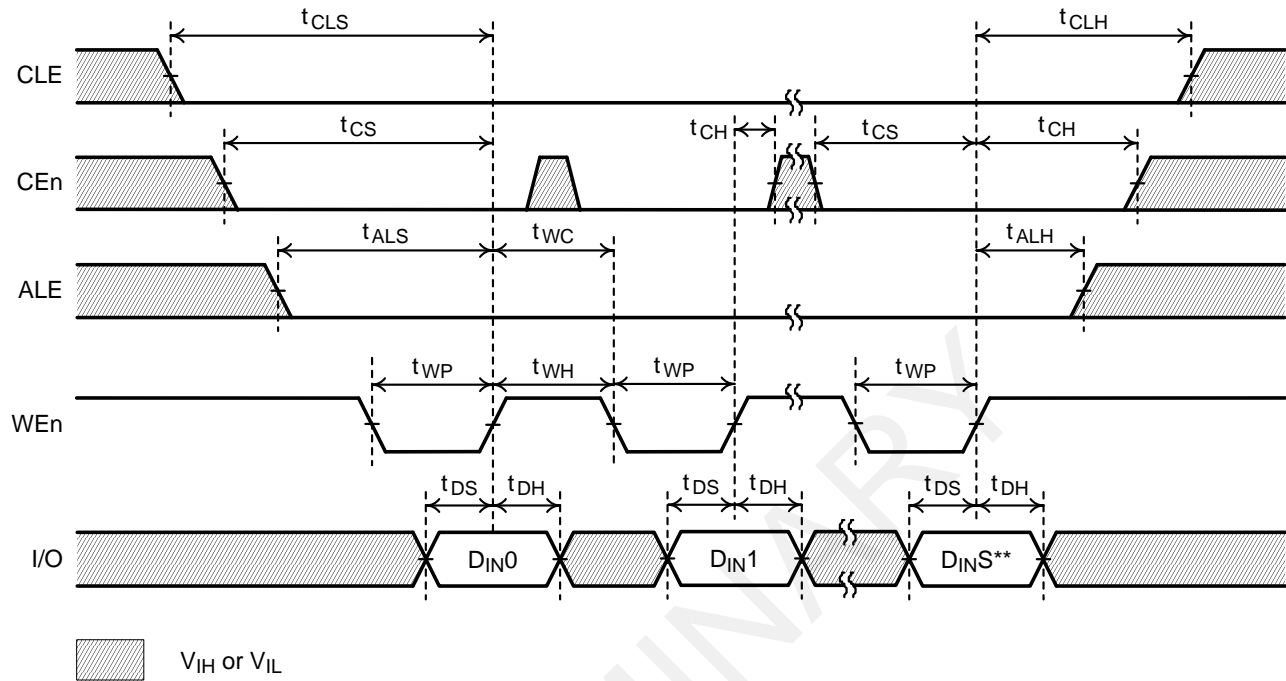 tCLS tCLH
CLE
tCS tCH tCS tCH
CEn
tALS tWC tALH
ALE
tWP tWH tWP tWP
WEn
tDS tDH tDS tDH tDS tDH
I/O DIN0 DIN1 DINS**
VIH or VIL